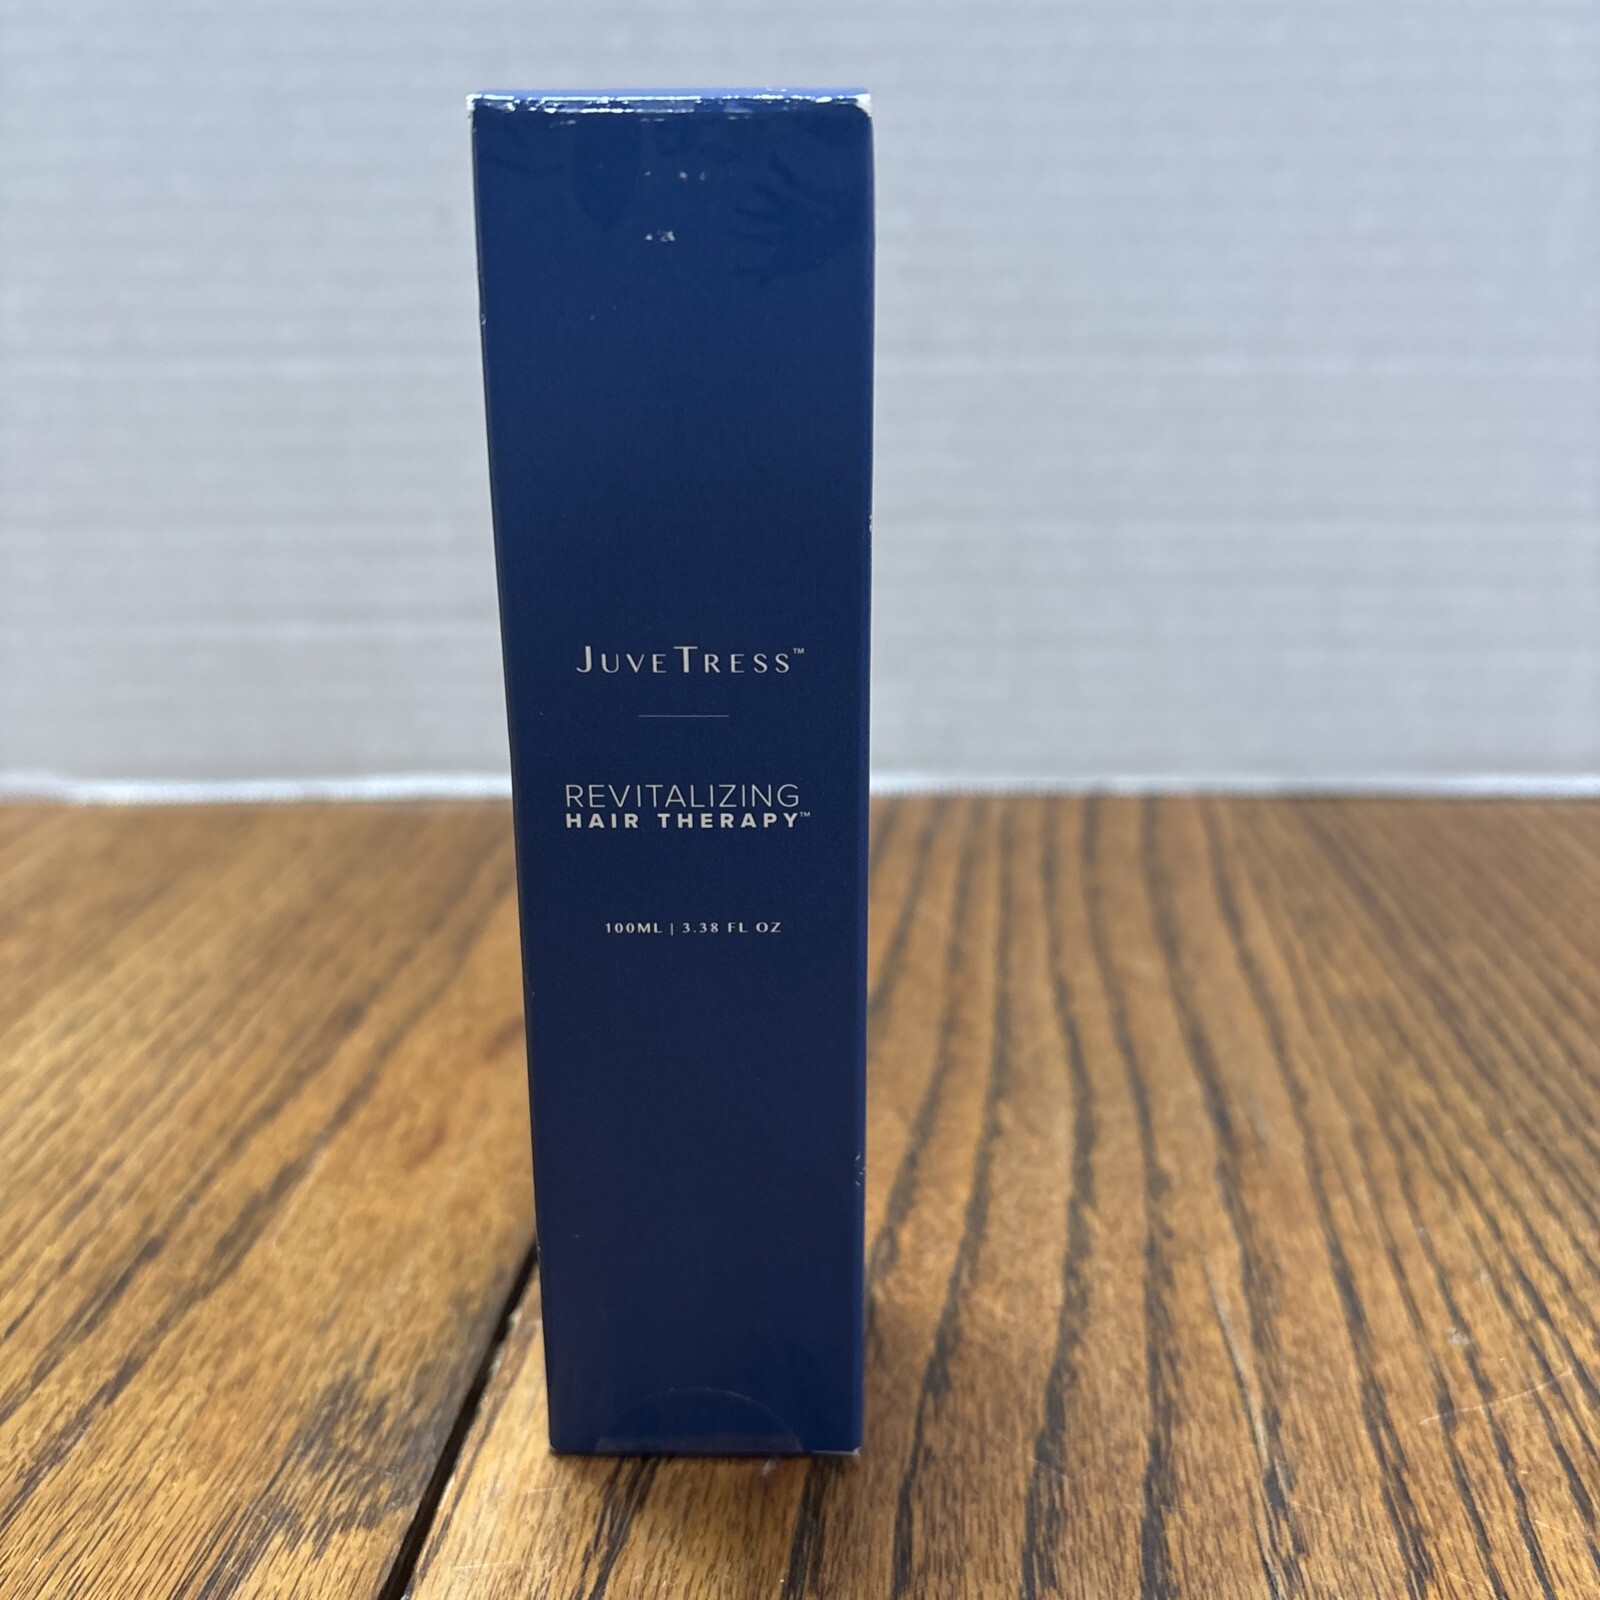 JUVETRESS™
REVITALIZING
HAIR THERAPY™
100ML | 3.38 FL OZ